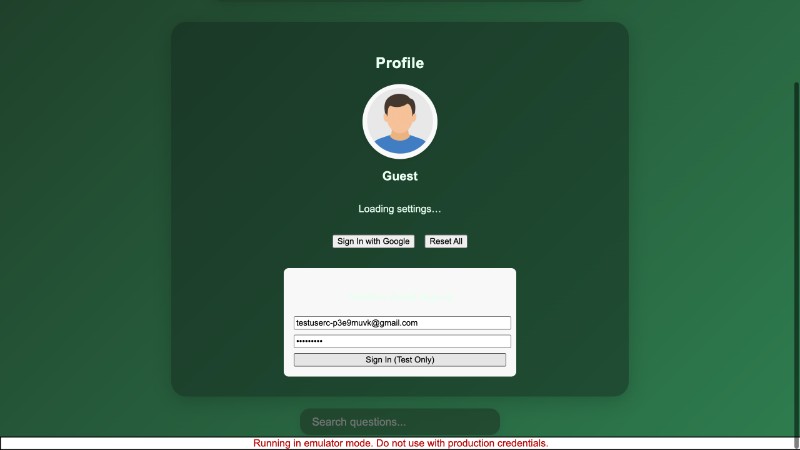 Profile
Guest
Loading settings...
Sign In with Google Reset All
testuserc-p3e9muvk@gmail.com
•••••••••
Sign In (Test Only)
Search questions...
Running in emulator mode. Do not use with production credentials.